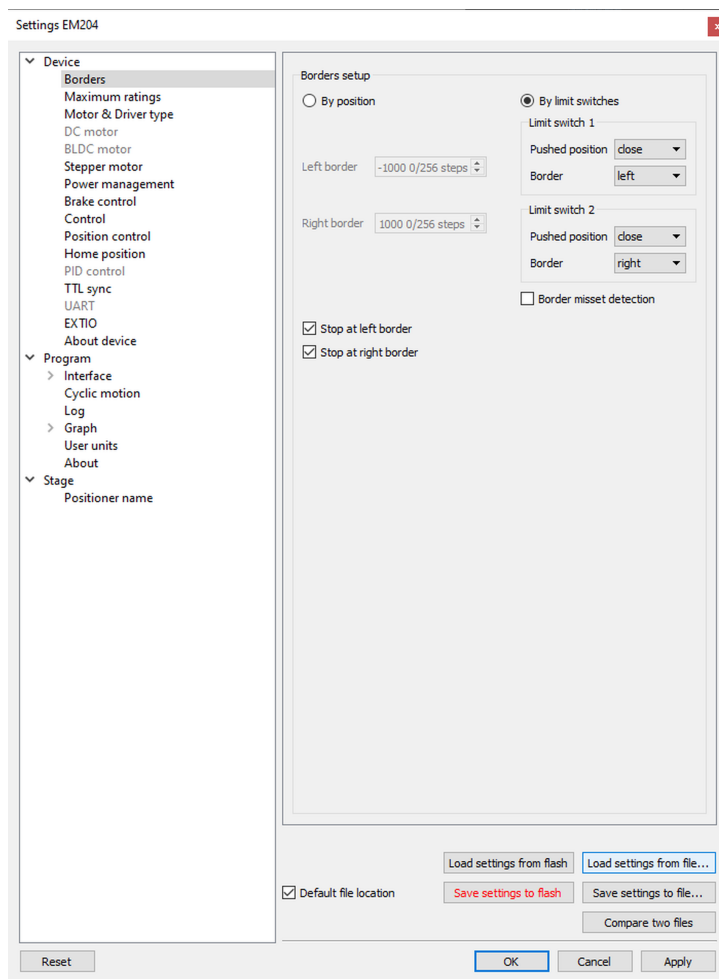 Settings EM204
x
Device
Borders
Maximum ratings
Motor & Driver type
DC motor
BLDC motor
Stepper motor
Power management
Brake control
Control
Position control
Home position
PID control
TTL sync
UART
EXTIO
About device
Program
Interface
Cyclic motion
Log
Graph
User units
About
Stage
Positioner name
Borders setup
By position
By limit switches
Limit switch 1
Pushed position close
Left border -1000 0/256 steps
Border left
Limit switch 2
Right border 1000 0/256 steps
Pushed position close
Border right
Border misset detection
Stop at left border
Stop at right border
Load settings from flash
Load settings from file...
Default file location
Save settings to flash
Save settings to file...
Compare two files
Reset
OK
Cancel
Apply